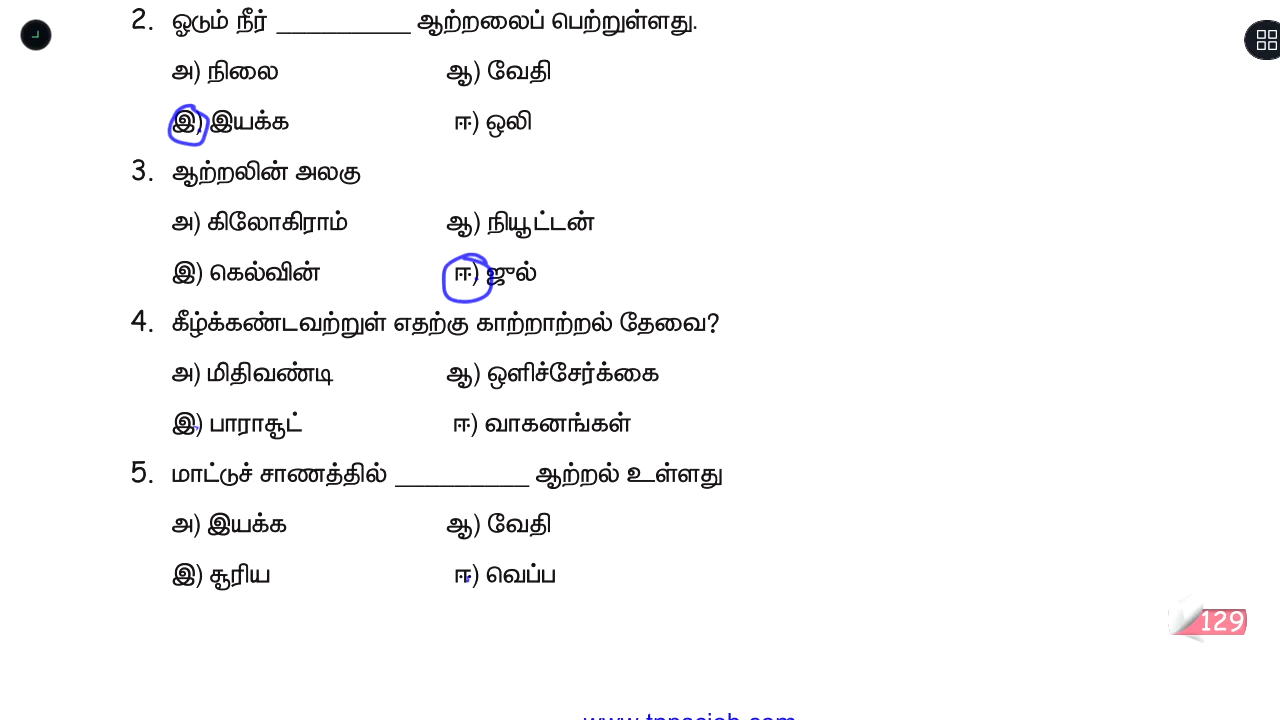 2. ஓடும் நீர் __________ ஆற்றலைப் பெற்றுள்ளது.
அ) நிலை ஆ) வேதி
இ) இயக்க ஈ) ஒலி
3. ஆற்றலின் அலகு
அ) கிலோகிராம் ஆ) நியூட்டன்
இ) கெல்வின் ஈ) ஜுல்
4. கீழ்க்கண்டவற்றுள் எதற்கு காற்றாற்றல் தேவை?
அ) மிதிவண்டி ஆ) ஒளிச்சேர்க்கை
இ) பாராசூட் ஈ) வாகனங்கள்
5. மாட்டுச் சாணத்தில் __________ ஆற்றல் உள்ளது
அ) இயக்க ஆ) வேதி
இ) சூரிய ஈ) வெப்ப
129